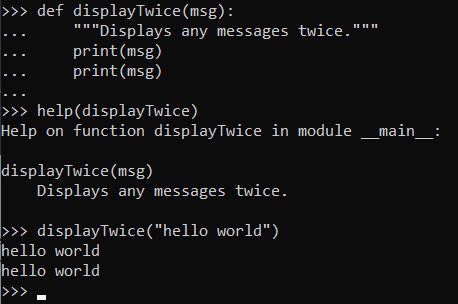 >>> def displayTwice(msg):
...     """Displays any messages twice."""
...     print(msg)
...     print(msg)
...
>>> help(displayTwice)
Help on function displayTwice in module __main__:

displayTwice(msg)
    Displays any messages twice.

>>> displayTwice("hello world")
hello world
hello world
>>>